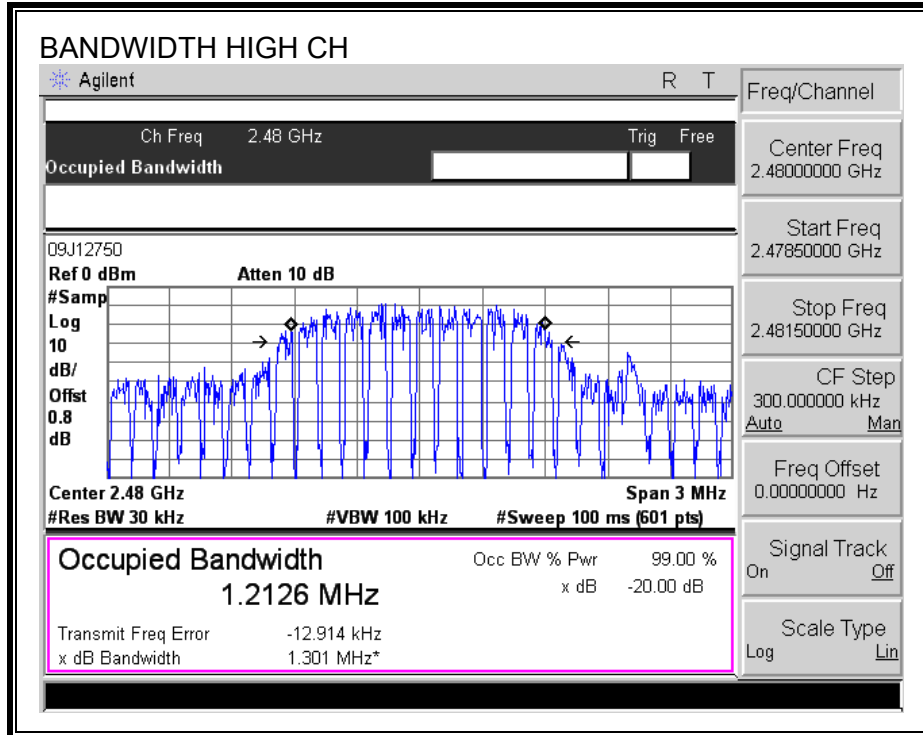 BANDWIDTH HIGH CH
Agilent R T
Freq/Channel
Ch Freq 2.48 GHz Trig Free
Occupied Bandwidth
Center Freq
2.48000000 GHz
Start Freq
2.47850000 GHz
Stop Freq
2.48150000 GHz
CF Step
300.000000 kHz
Auto Man
Freq Offset
0.00000000 Hz
Signal Track
On Off
Scale Type
Log Lin
09J12750
Ref 0 dBm Atten 10 dB
#Samp
Log
10
dB/
Offst
0.8
dB
Center 2.48 GHz Span 3 MHz
#Res BW 30 kHz #VBW 100 kHz #Sweep 100 ms (601 pts)
Occupied Bandwidth Occ BW % Pwr 99.00 %
1.2126 MHz x dB -20.00 dB
Transmit Freq Error -12.914 kHz
x dB Bandwidth 1.301 MHz*